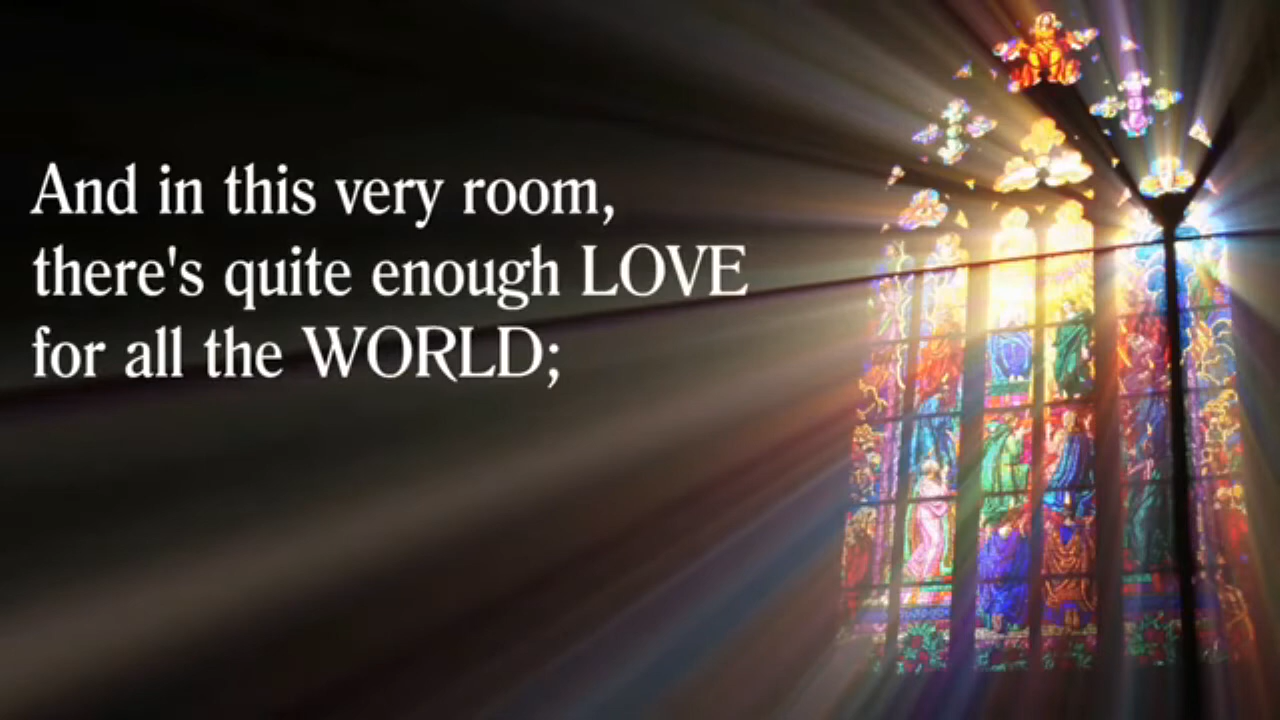 And in this very room,
there's quite enough LOVE
for all the WORLD;